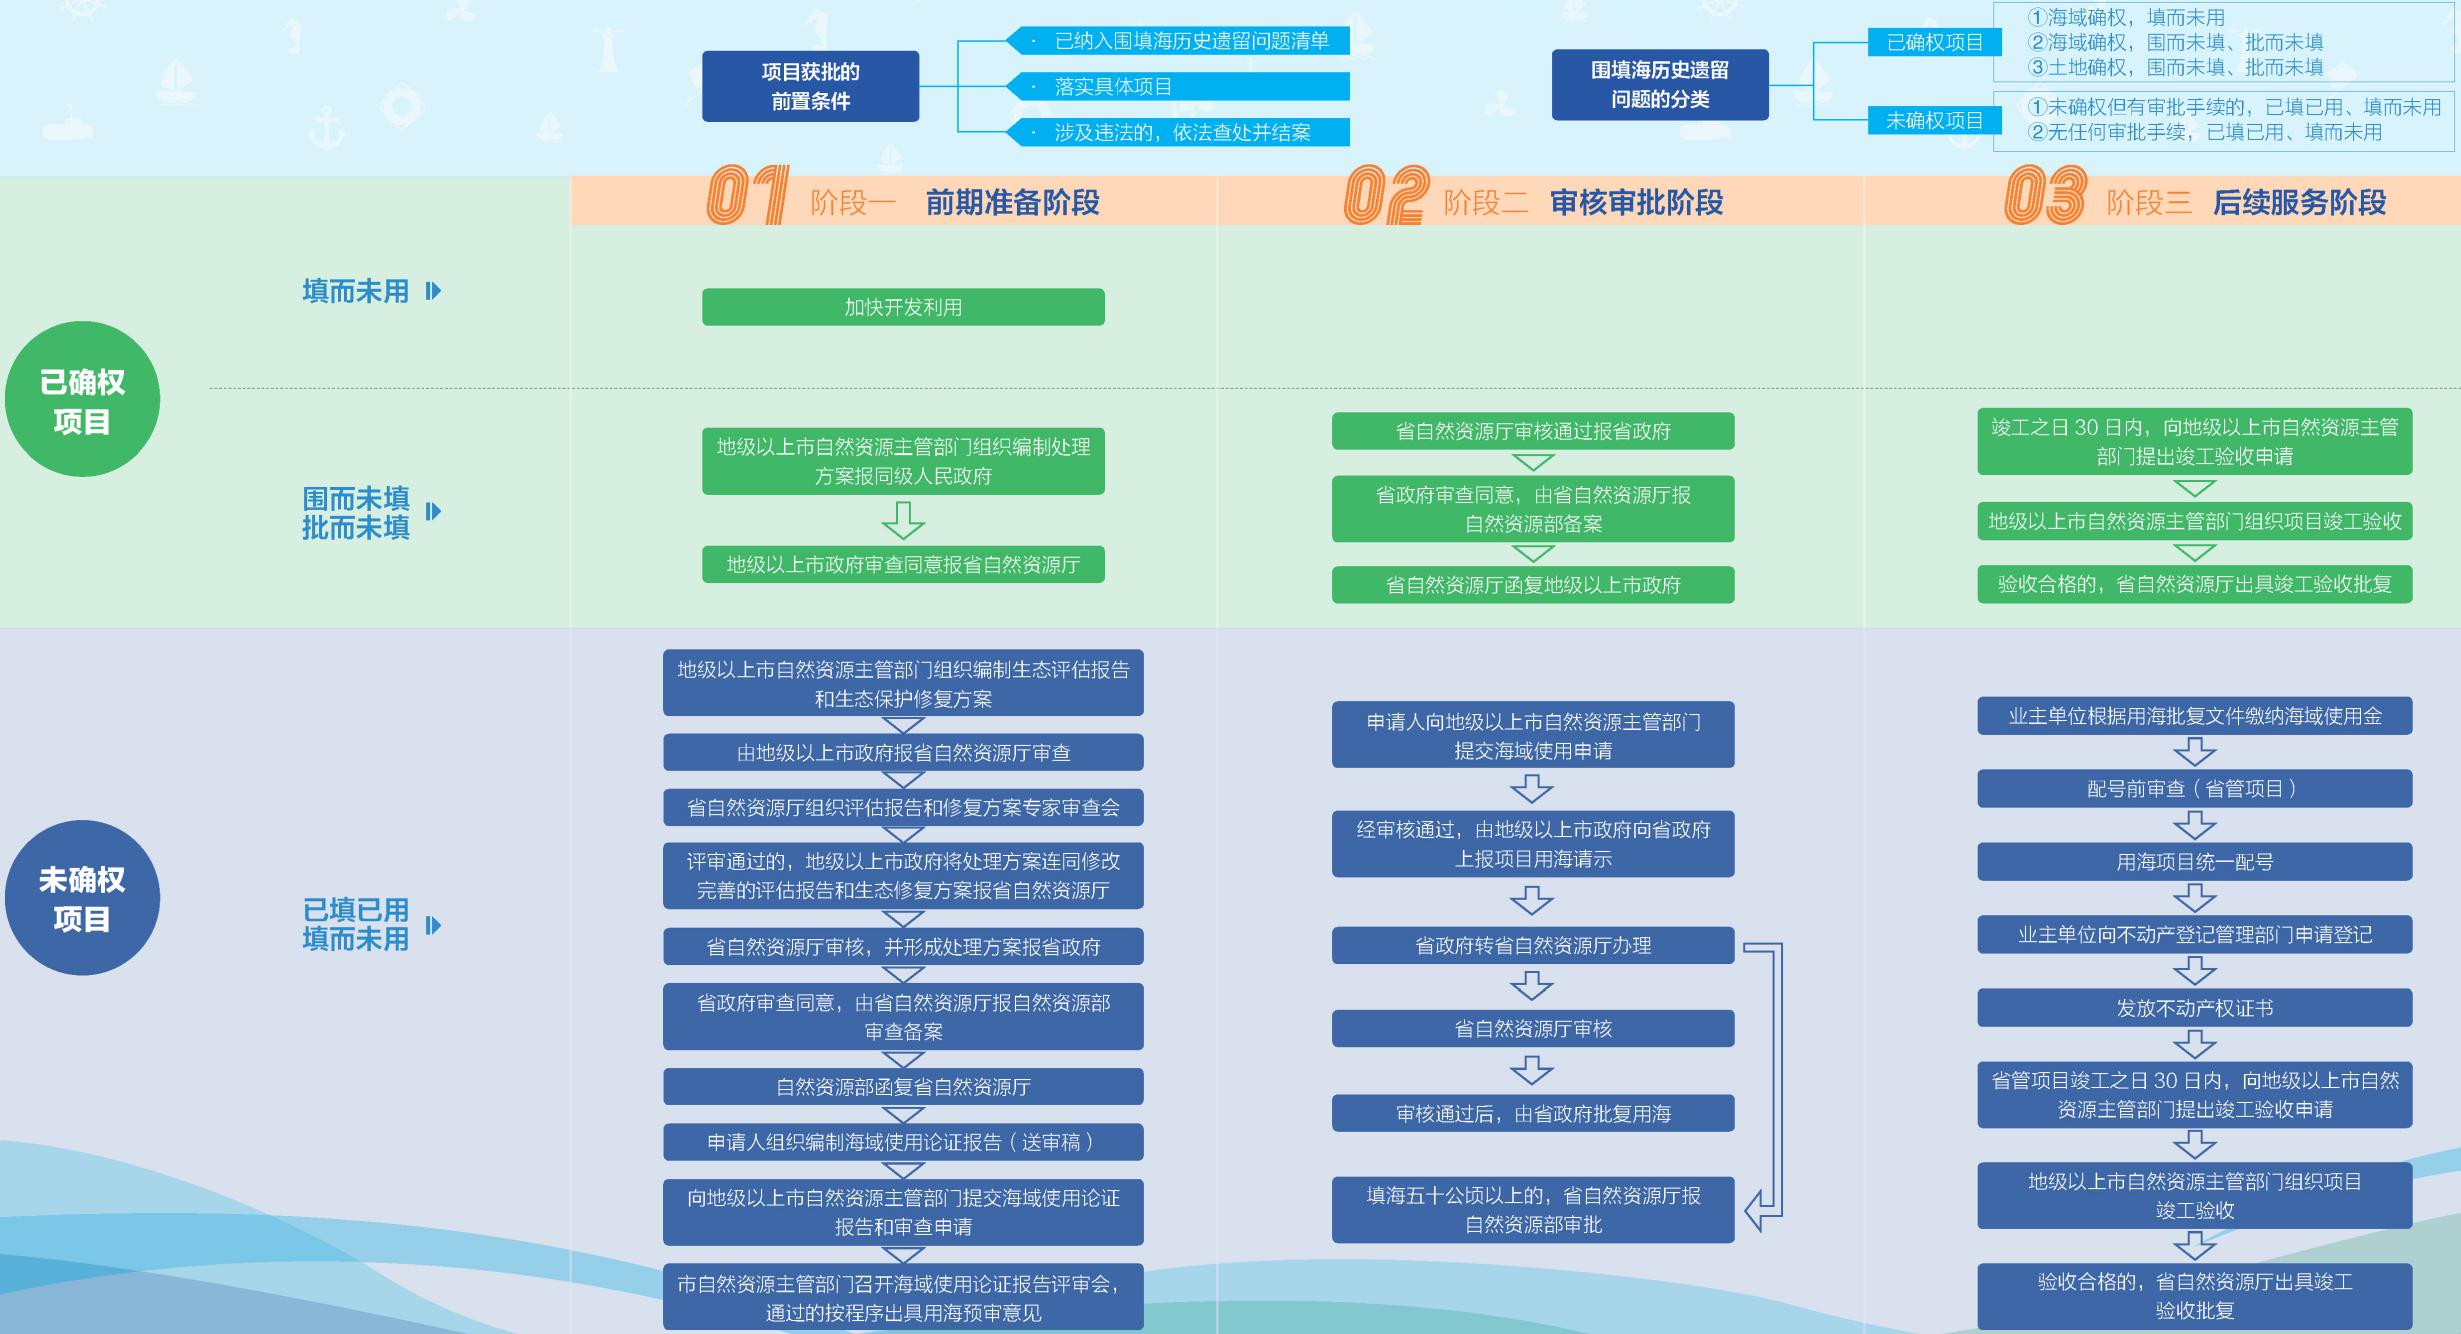 项目获批的
前置条件
· 已纳入围填海历史遗留问题清单
· 落实具体项目
· 涉及违法的，依法查处并结案
围填海历史遗留
问题的分类
已确权项目
①海域确权，填而未用
②海域确权，围而未填、批而未填
③土地确权，围而未填、批而未填
未确权项目
①未确权但有审批手续的，已填已用、填而未用
②无任何审批手续，已填已用、填而未用
01 阶段一 前期准备阶段
02 阶段二 审核审批阶段
03 阶段三 后续服务阶段
已确权
项目
填而未用
加快开发利用
围而未填
批而未填
地级以上市自然资源主管部门组织编制处理
方案报同级人民政府
地级以上市政府审查同意报省自然资源厅
省自然资源厅审核通过报省政府
省政府审查同意，由省自然资源厅报
自然资源部备案
省自然资源厅函复地级以上市政府
竣工之日 30 日内，向地级以上市自然资源主管
部门提出竣工验收申请
地级以上市自然资源主管部门组织项目竣工验收
验收合格的，省自然资源厅出具竣工验收批复
未确权
项目
已填已用
填而未用
地级以上市自然资源主管部门组织编制生态评估报告
和生态保护修复方案
由地级以上市政府报省自然资源厅审查
省自然资源厅组织评估报告和修复方案专家审查会
评审通过的，地级以上市政府将处理方案连同修改
完善的评估报告和生态修复方案报省自然资源厅
省自然资源厅审核，并形成处理方案报省政府
省政府审查同意，由省自然资源厅报自然资源部
审查备案
自然资源部函复省自然资源厅
申请人组织编制海域使用论证报告（送审稿）
向地级以上市自然资源主管部门提交海域使用论证
报告和审查申请
市自然资源主管部门召开海域使用论证报告评审会，
通过的按程序出具用海预审意见
申请人向地级以上市自然资源主管部门
提交海域使用申请
经审核通过，由地级以上市政府向省政府
上报项目用海请示
省政府转省自然资源厅办理
省自然资源厅审核
审核通过后，由省政府批复用海
填海五十公顷以上的，省自然资源厅报
自然资源部审批
业主单位根据用海批复文件缴纳海域使用金
配号前审查（省管项目）
用海项目统一配号
业主单位向不动产登记管理部门申请登记
发放不动产权证书
省管项目竣工之日 30 日内，向地级以上市自然
资源主管部门提出竣工验收申请
地级以上市自然资源主管部门组织项目
竣工验收
验收合格的，省自然资源厅出具竣工
验收批复